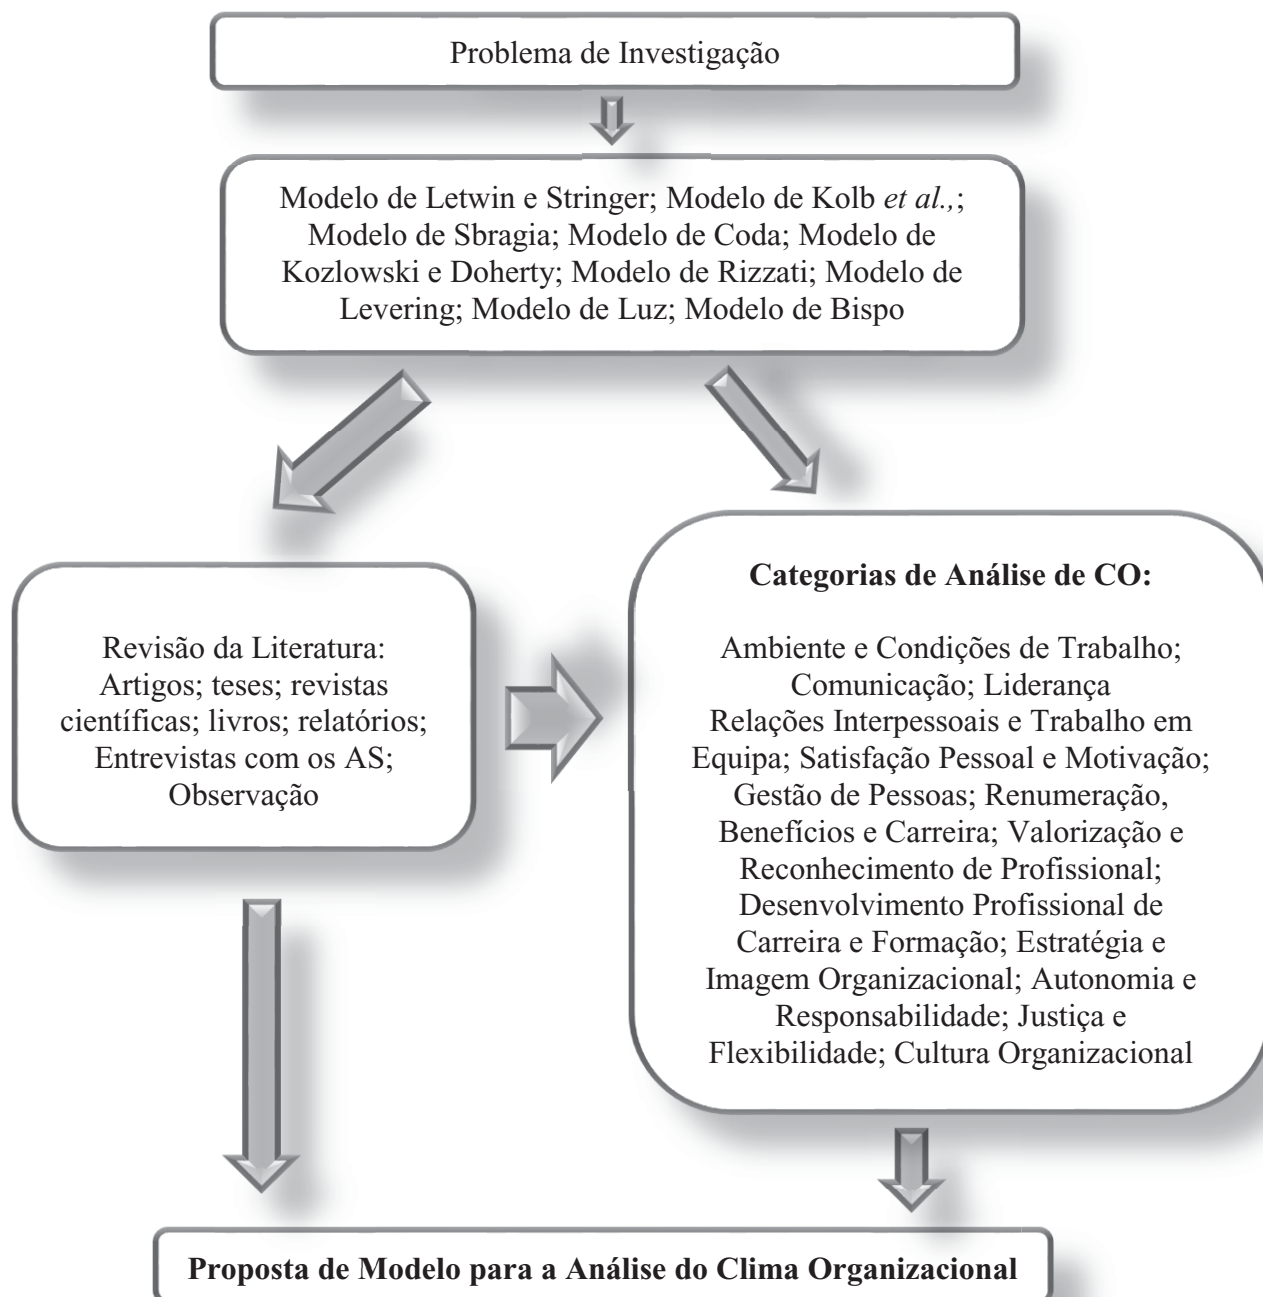 Problema de Investigação
Modelo de Letwin e Stringer; Modelo de Kolb et al.,;
Modelo de Sbragia; Modelo de Coda; Modelo de
Kozlowski e Doherty; Modelo de Rizzati; Modelo de
Levering; Modelo de Luz; Modelo de Bispo
Revisão da Literatura:
Artigos; teses; revistas
científicas; livros; relatórios;
Entrevistas com os AS;
Observação
Categorias de Análise de CO:
Ambiente e Condições de Trabalho;
Comunicação; Liderança
Relações Interpessoais e Trabalho em
Equipa; Satisfação Pessoal e Motivação;
Gestão de Pessoas; Renumeração,
Benefícios e Carreira; Valorização e
Reconhecimento de Profissional;
Desenvolvimento Profissional de
Carreira e Formação; Estratégia e
Imagem Organizacional; Autonomia e
Responsabilidade; Justiça e
Flexibilidade; Cultura Organizacional
Proposta de Modelo para a Análise do Clima Organizacional